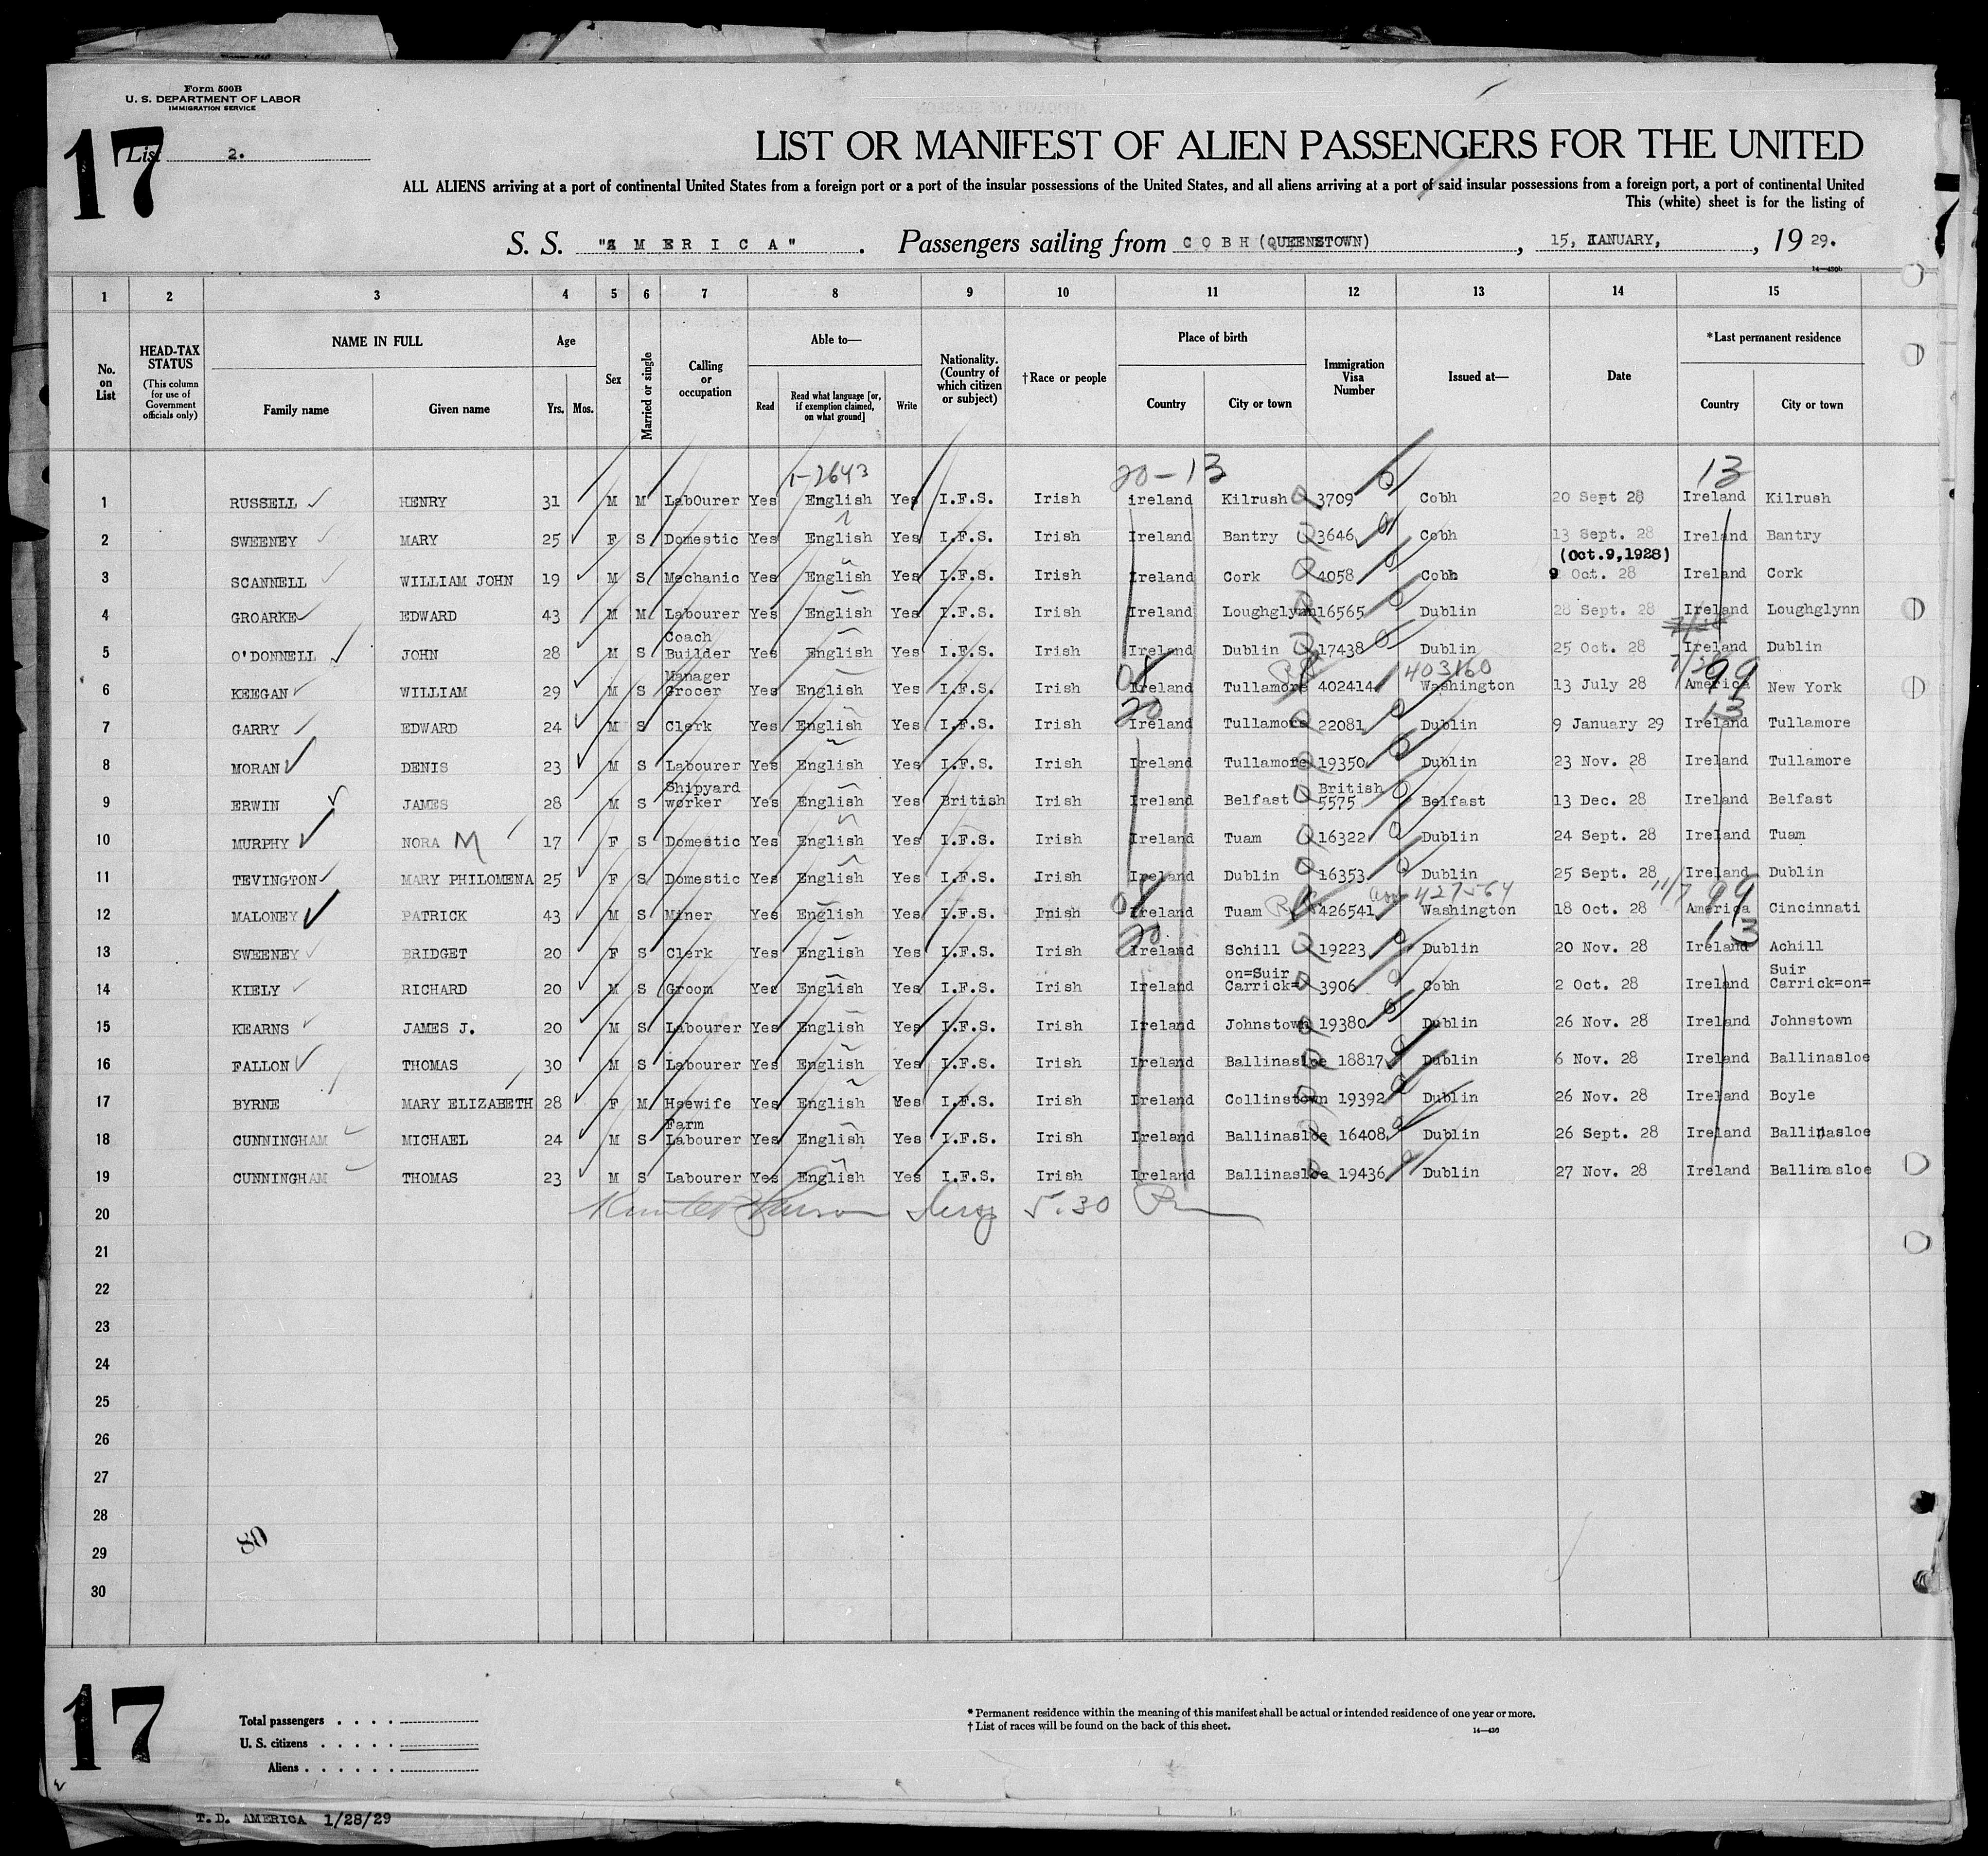 Form 500B
U. S. DEPARTMENT OF LABOR
IMMIGRATION SERVICE
17
List 2.
LIST OR MANIFEST OF ALIEN PASSENGERS FOR THE UNITED
ALL ALIENS arriving at a port of continental United States from a foreign port or a port of the insular possessions of the United States, and all aliens arriving at a port of said insular possessions from a foreign port, a port of continental United
This (white) sheet is for the listing of
S. S. "AMERICA". Passengers sailing from COBH (QUEENSTOWN), 15, JANUARY, , 19 29.
14—430b
1 2 3 4 5 6 7 8 9 10 11 12 13 14 15
No. on List
HEAD-TAX STATUS (This column for use of Government officials only)
NAME IN FULL Family name Given name
Age Yrs. Mos.
Sex
Married or single
Calling or occupation
Able to— Read Read what language [or, if exemption claimed, on what ground] Write
Nationality. (Country of which citizen or subject)
†Race or people
Place of birth Country City or town
Immigration Visa Number
Issued at—
Date
*Last permanent residence Country City or town
1-2643 20-13 13
1 RUSSELL HENRY 31 M M LabOurer Yes English Yes I.F.S. Irish ireland Kilrush 3709 Cobh 20 Sept 28 Ireland Kilrush
2 SWEENEY MARY 25 F S Domestic Yes English Yes I.F.S. Irish Ireland Bantry 3646 Cobh 13 Sept. 28 Ireland Bantry
(Oct.9,1928)
3 SCANNELL WILLIAM JOHN 19 M S Mechanic Yes English Yes I.F.S. Irish Ireland Cork 4058 Cobh 9 Oct. 28 Ireland Cork
4 GROARKE EDWARD 43 M M Labourer Yes English Yes I.F.S. Irish Ireland Loughglynn 16565 Dublin 28 Sept. 28 Ireland Loughglynn
5 O'DONNELL JOHN 28 M S Coach Builder Yes English Yes I.F.S. Irish Ireland Dublin 17438 Dublin 25 Oct. 28 Ireland Dublin
08 403160 99
6 KEEGAN WILLIAM 29 M S Manager Grocer Yes English Yes I.F.S. Irish Ireland Tullamore 402414 Washington 13 July 28 America New York
20 13
7 GARRY EDWARD 24 M S Clerk Yes English Yes I.F.S. Irish Ireland Tullamore 22081 Dublin 9 January 29 Ireland Tullamore
8 MORAN DENIS 23 M S Labourer Yes English Yes I.F.S. Irish Ireland Tullamore 19350 Dublin 23 Nov. 28 Ireland Tullamore
9 ERWIN JAMES 28 M S Shipyard worker Yes English Yes British Irish Ireland Belfast British 5575 Belfast 13 Dec. 28 Ireland Belfast
10 MURPHY NORA M 17 F S Domestic Yes English Yes I.F.S. Irish Ireland Tuam 16322 Dublin 24 Sept. 28 Ireland Tuam
11 TEVINGTON MARY PHILOMENA 25 F S Domestic Yes English Yes I.F.S. Irish Ireland Dublin 16353 Dublin 25 Sept. 28 Ireland Dublin
08 427564 11/7 99
12 MALONEY PATRICK 43 M S Miner Yes English Yes I.F.S. Irish Ireland Tuam 426541 Washington 18 Oct. 28 America Cincinnati
20 13
13 SWEENEY BRIDGET 20 F S Clerk Yes English Yes I.F.S. Irish Ireland Schill 19223 Dublin 20 Nov. 28 Ireland Achill
14 KIELY RICHARD 20 M S Groom Yes English Yes I.F.S. Irish Ireland on=Suir Carrick= 3906 Cobh 2 Oct. 28 Ireland Suir Carrick=on=
15 KEARNS JAMES J. 20 M S Labourer Yes English Yes I.F.S. Irish Ireland Johnstown 19380 Dublin 26 Nov. 28 Ireland Johnstown
16 FALLON THOMAS 30 M S Labourer Yes English Yes I.F.S. Irish Ireland Ballinasloe 18817 Dublin 6 Nov. 28 Ireland Ballinasloe
17 BYRNE MARY ELIZABETH 28 F M Hsewife Yes English Yes I.F.S. Irish Ireland Collinstown 19392 Dublin 26 Nov. 28 Ireland Boyle
18 CUNNINGHAM MICHAEL 24 M S Farm Labourer Yes English Yes I.F.S. Irish Ireland Ballinasloe 16408 Dublin 26 Sept. 28 Ireland Ballinasloe
19 CUNNINGHAM THOMAS 23 M S Labourer Yes English Yes I.F.S. Irish Ireland Ballinasloe 19436 Dublin 27 Nov. 28 Ireland Ballinasloe
20 5.30
21
22
23
24
25
26
27
28
29
30
80
17
Total passengers
U. S. citizens
Aliens
* Permanent residence within the meaning of this manifest shall be actual or intended residence of one year or more.
† List of races will be found on the back of this sheet.
14—430
T.D. AMERICA 1/28/29